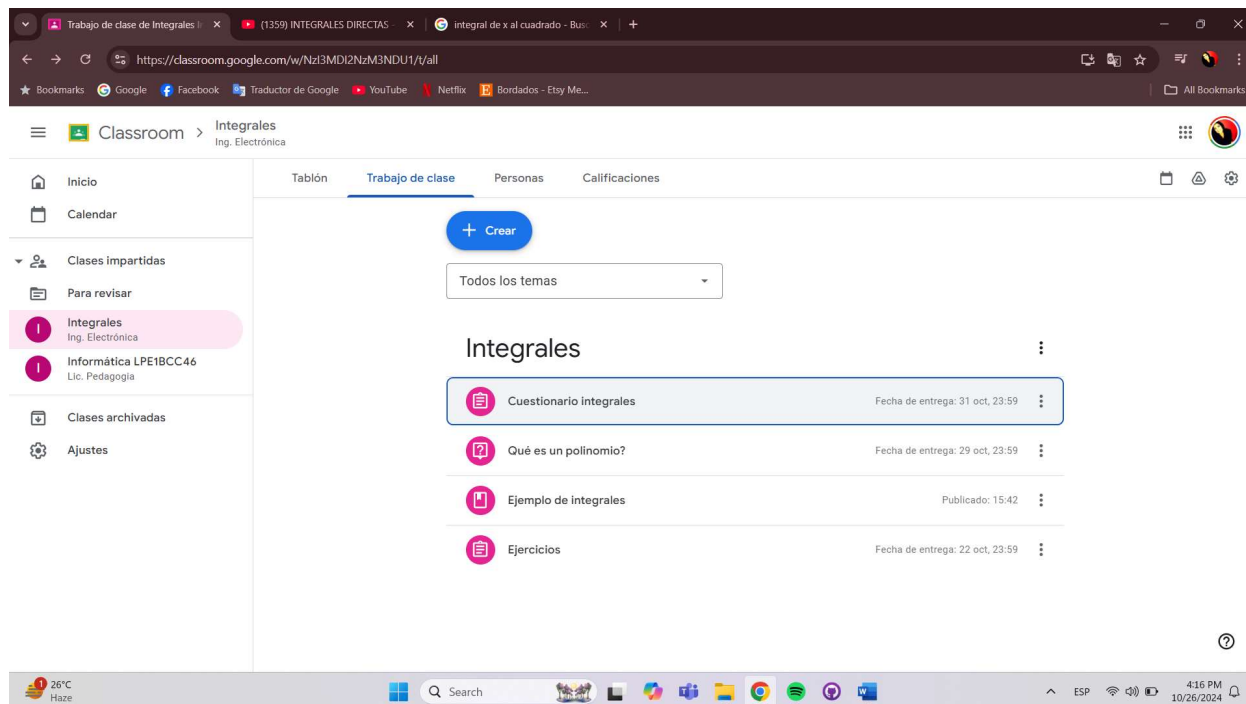 Trabajo de clase de Integrales I
(1359) INTEGRALES DIRECTAS -
integral de x al cuadrado - Bus
https://classroom.google.com/w/NzI3MDI2NzM3NDU1/t/all
Bookmarks Google Facebook Traductor de Google YouTube Netflix Bordados - Etsy Me... All Bookmarks
Classroom > Integrales
Ing. Electrónica
Inicio
Calendar
Clases impartidas
Para revisar
I Integrales
Ing. Electrónica
I Informática LPE1BCC46
Lic. Pedagogia
Clases archivadas
Ajustes
Tablón Trabajo de clase Personas Calificaciones
+ Crear
Todos los temas
Integrales
Cuestionario integrales Fecha de entrega: 31 oct, 23:59
Qué es un polinomio? Fecha de entrega: 29 oct, 23:59
Ejemplo de integrales Publicado: 15:42
Ejercicios Fecha de entrega: 22 oct, 23:59
1 26°C
Haze
Search
ESP
4:16 PM
10/26/2024